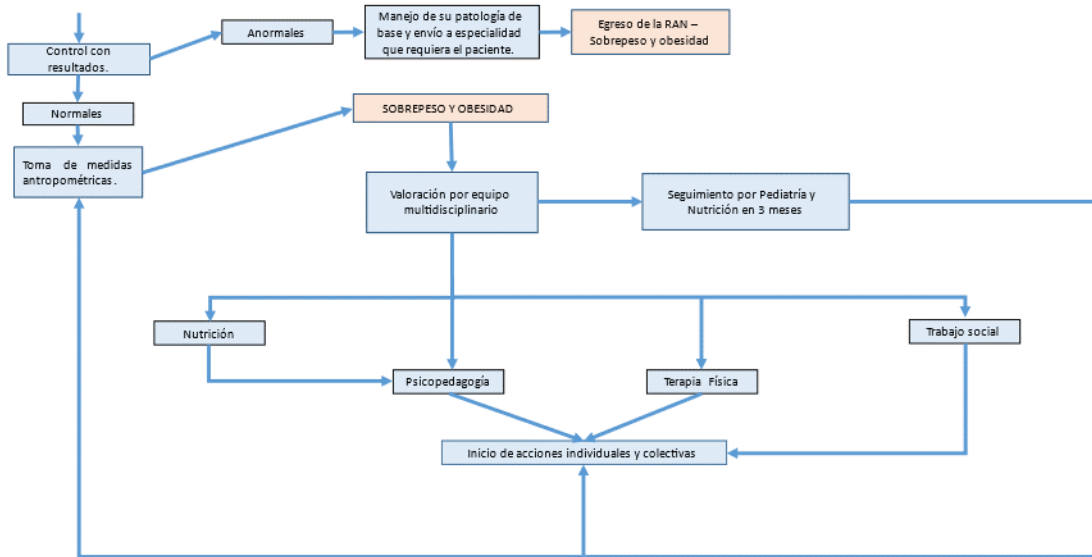 Control con
resultados.
Anormales
Manejo de su patología de
base y envío a especialidad
que requiera el paciente.
Egreso de la RAN –
Sobrepeso y obesidad
Normales
SOBREPESO Y OBESIDAD
Toma de medidas
antropométricas.
Valoración por equipo
multidisciplinario
Seguimiento por Pediatría y
Nutrición en 3 meses
Nutrición
Trabajo social
Psicopedagogía
Terapia Física
Inicio de acciones individuales y colectivas